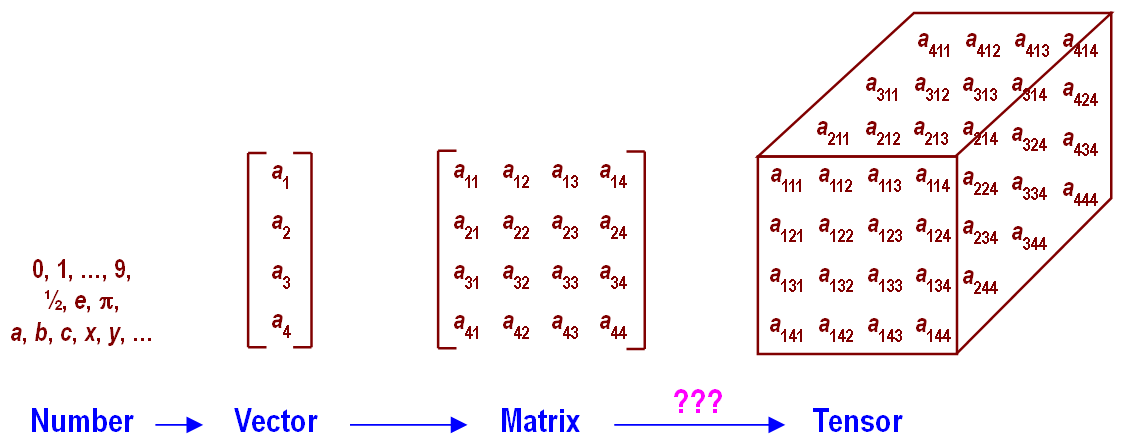 0, 1, ..., 9,
½, e, π,
a, b, c, x, y, ...
a₁
a₂
a₃
a₄
a₁₁ a₁₂ a₁₃ a₁₄
a₂₁ a₂₂ a₂₃ a₂₄
a₃₁ a₃₂ a₃₃ a₃₄
a₄₁ a₄₂ a₄₃ a₄₄
a₄₁₁ a₄₁₂ a₄₁₃ a₄₁₄
a₃₁₁ a₃₁₂ a₃₁₃ a₃₁₄ a₄₂₄
a₂₁₁ a₂₁₂ a₂₁₃ a₂₁₄ a₃₂₄ a₄₃₄
a₁₁₁ a₁₁₂ a₁₁₃ a₁₁₄ a₂₂₄ a₃₃₄ a₄₄₄
a₁₂₁ a₁₂₂ a₁₂₃ a₁₂₄ a₂₃₄ a₃₄₄
a₁₃₁ a₁₃₂ a₁₃₃ a₁₃₄ a₂₄₄
a₁₄₁ a₁₄₂ a₁₄₃ a₁₄₄
???
Number → Vector → Matrix → Tensor